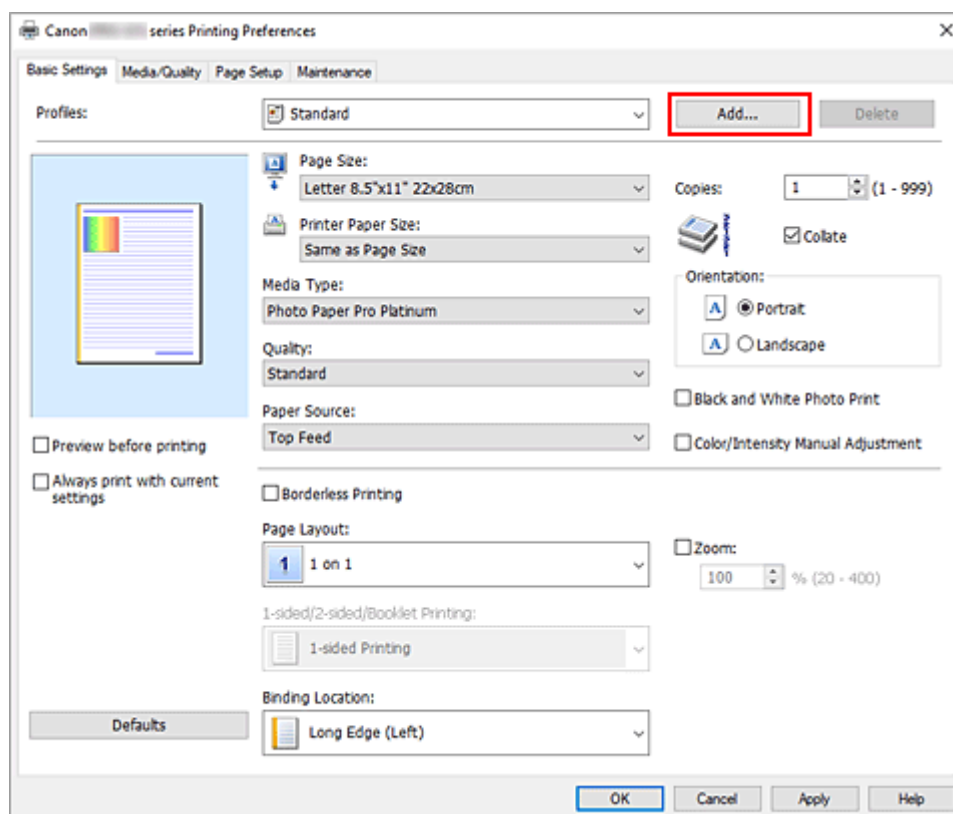 Canon series Printing Preferences
Basic Settings Media/Quality Page Setup Maintenance
Profiles: Standard Add... Delete
Page Size:
Letter 8.5"x11" 22x28cm
Copies: 1 (1 - 999)
Printer Paper Size:
Same as Page Size
Collate
Media Type:
Photo Paper Pro Platinum
Orientation:
A Portrait
A Landscape
Quality:
Standard
Black and White Photo Print
Paper Source:
Top Feed
Color/Intensity Manual Adjustment
Preview before printing
Always print with current
settings
Borderless Printing
Page Layout:
1 1 on 1
Zoom:
100 % (20 - 400)
1-sided/2-sided/Booklet Printing:
1-sided Printing
Binding Location:
Long Edge (Left)
Defaults
OK Cancel Apply Help